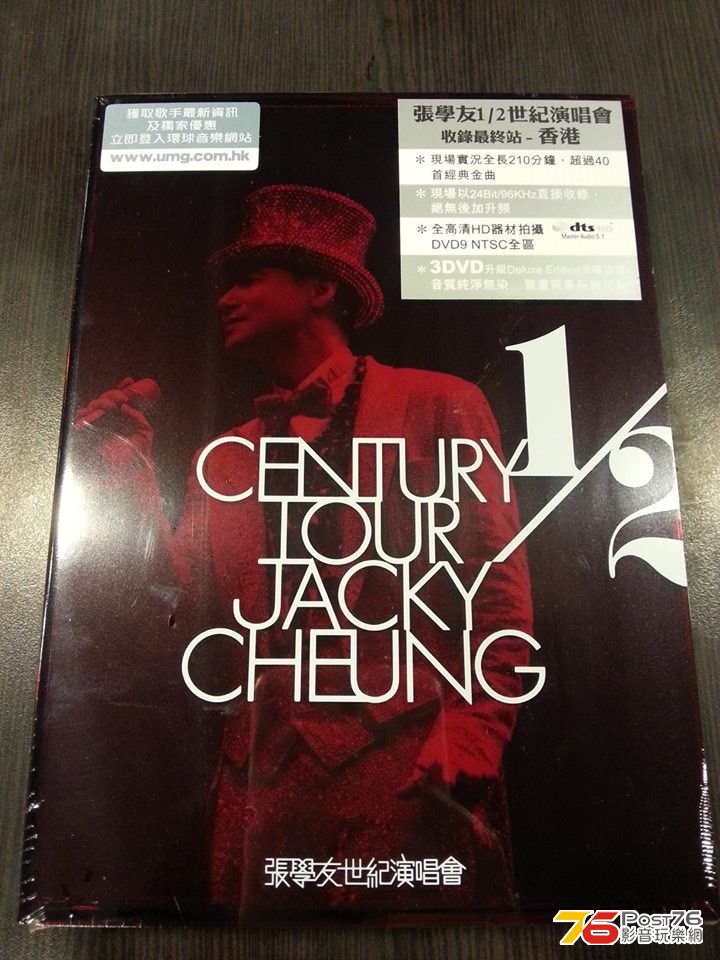 獲取歌手最新資訊
及獨家優惠
立即登入環球音樂網站
www.umg.com.hk
張學友1/2世紀演唱會
收錄最終站 - 香港
* 現場實況全長210分鐘，超過40
首經典金曲
* 現場以24Bit/96KHz直接收錄，
絕無後加升頻
* 全高清HD器材拍攝
DVD9 NTSC全區
dts HD
Master Audio 5.1
* 3DVD升級Deluxe Edition
音質純淨無染
1/2
CENTURY
TOUR
JACKY
CHEUNG
張學友世紀演唱會
76 Post76
影音玩樂網